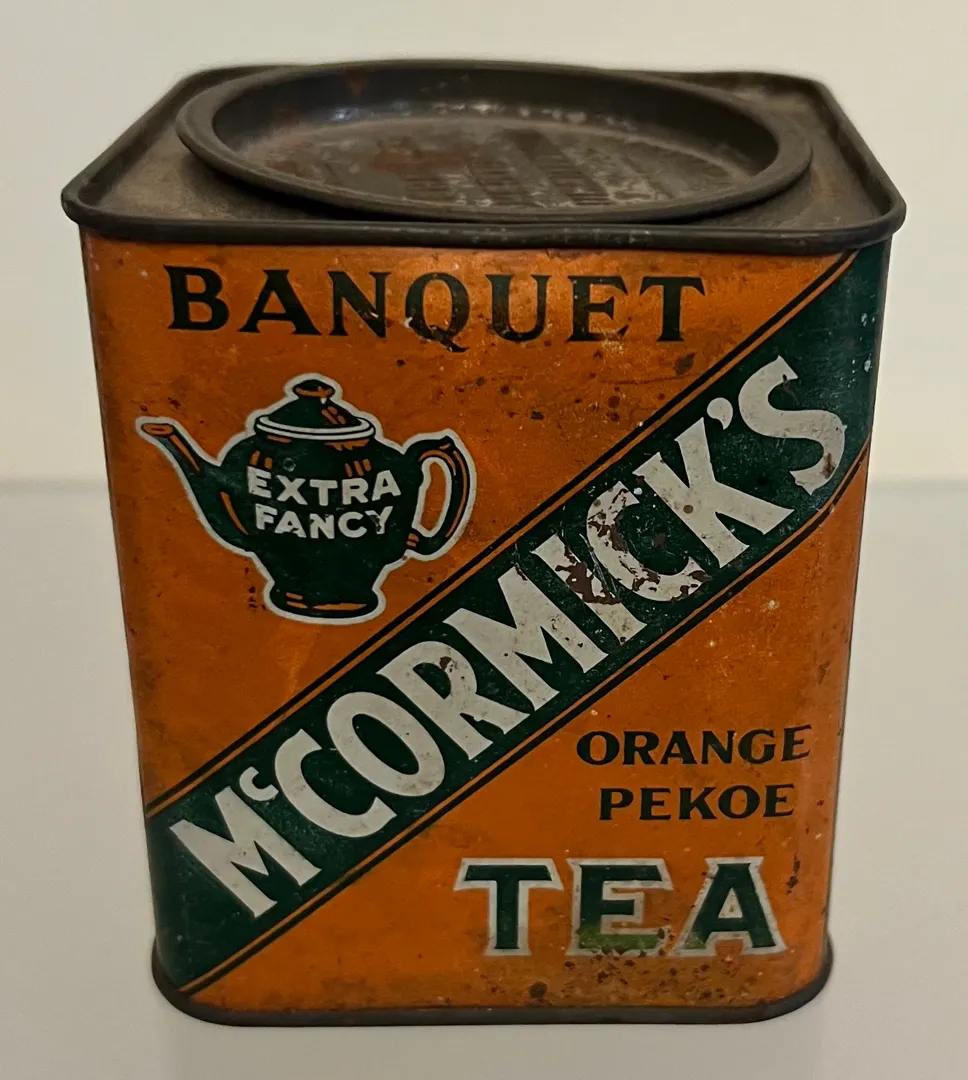 BANQUET
EXTRA
FANCY
McCORMICK'S
ORANGE
PEKOE
TEA